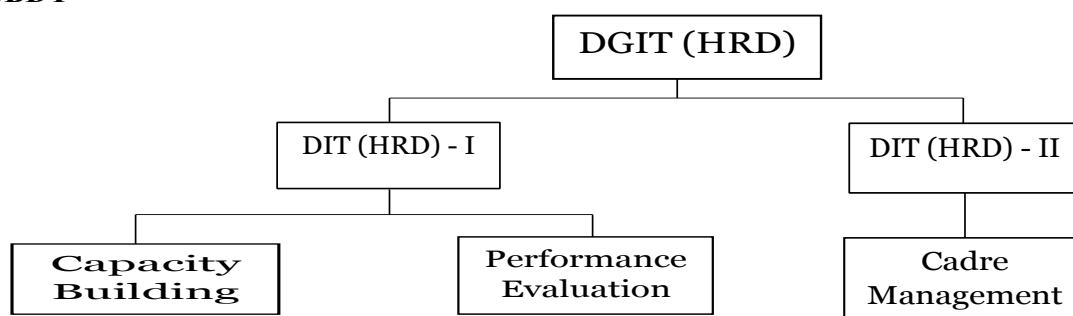 DGIT (HRD)
DIT (HRD) - I
DIT (HRD) - II
Capacity
Building
Performance
Evaluation
Cadre
Management